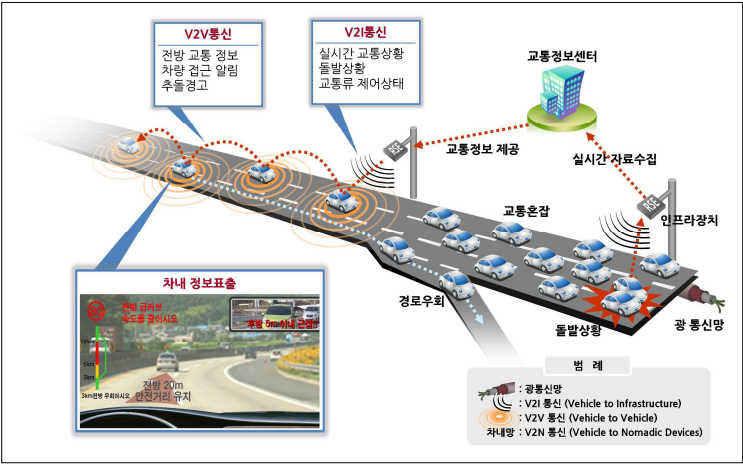 V2V통신
전방 교통 정보
차량 접근 알림
추돌경고
V2I통신
실시간 교통상황
돌발상황
교통류 제어상태
교통정보센터
RSE
교통정보 제공
실시간 자료수집
RSE
인프라장치
교통혼잡
경로우회
돌발상황
광 통신망
차내 정보표출
전방 급커브
속도를 줄이시오
후방 5m이내 근접!!
5km
3km
3km전방 우회하시오
전방 20m
안전거리 유지
범 례
: 광통신망
: V2I 통신 (Vehicle to Infrastructure)
: V2V 통신 (Vehicle to Vehicle)
차내망 : V2N 통신 (Vehicle to Nomadic Devices)